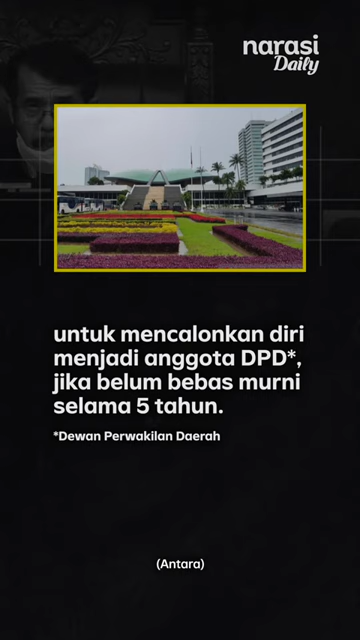 narasi
Daily
untuk mencalonkan diri
menjadi anggota DPD*,
jika belum bebas murni
selama 5 tahun.
*Dewan Perwakilan Daerah
(Antara)